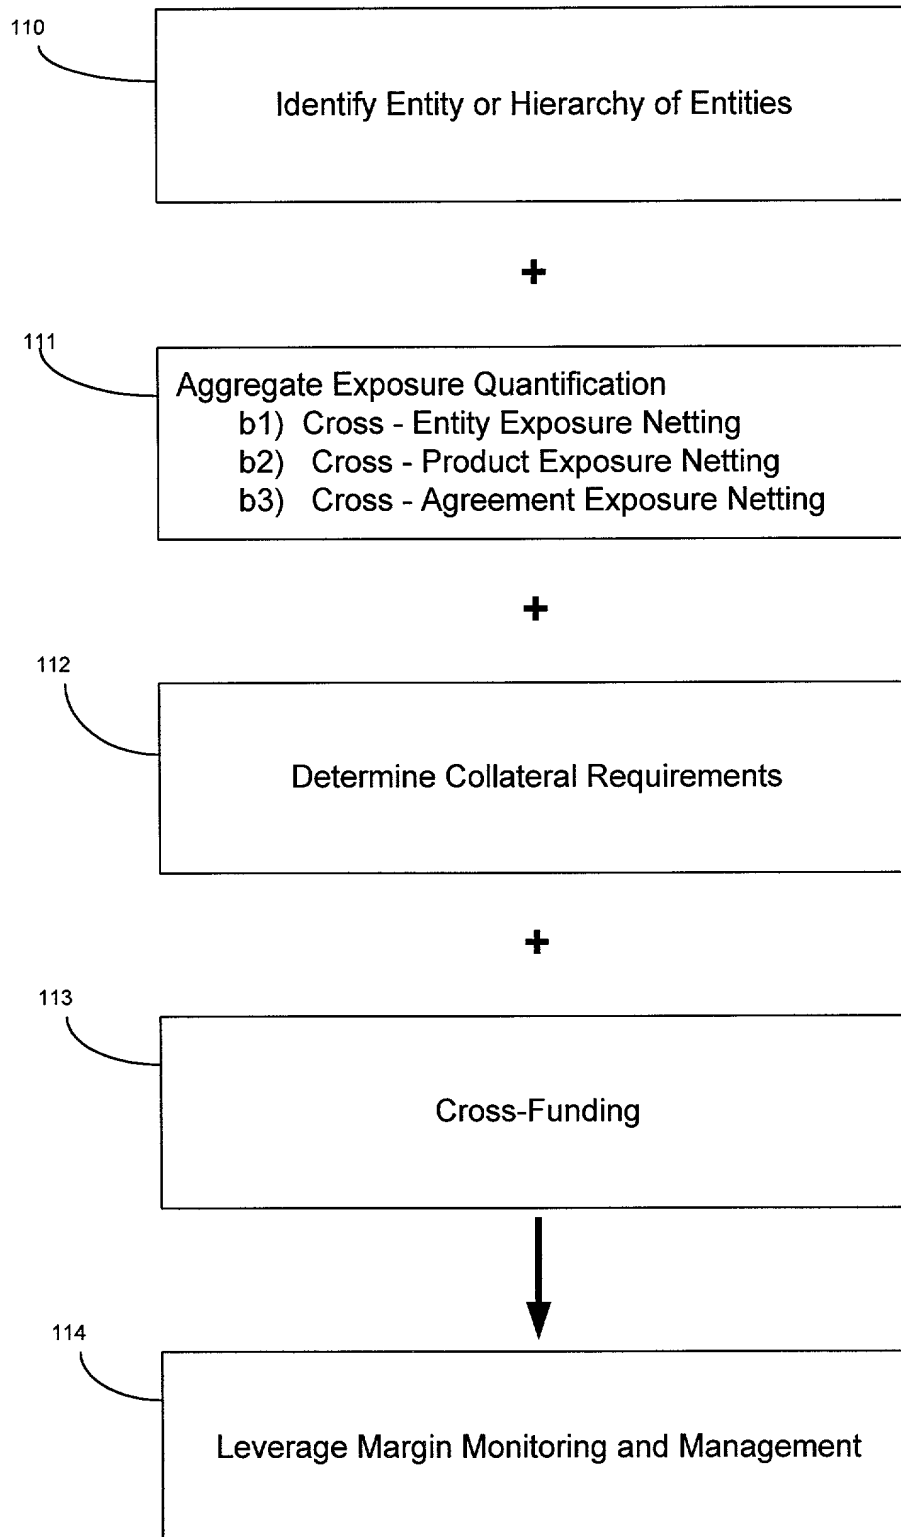 110
Identify Entity or Hierarchy of Entities
+
111
Aggregate Exposure Quantification
b1) Cross - Entity Exposure Netting
b2) Cross - Product Exposure Netting
b3) Cross - Agreement Exposure Netting
+
112
Determine Collateral Requirements
+
113
Cross-Funding
114
Leverage Margin Monitoring and Management